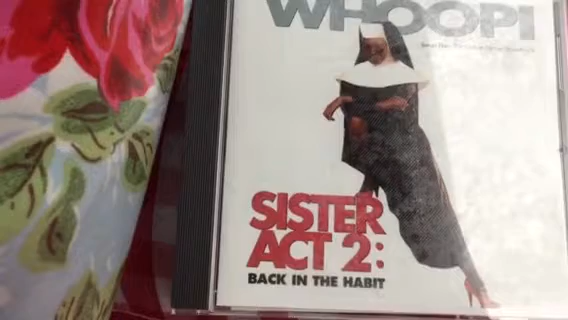 WHOOPI
SISTER
ACT 2:
BACK IN THE HABIT